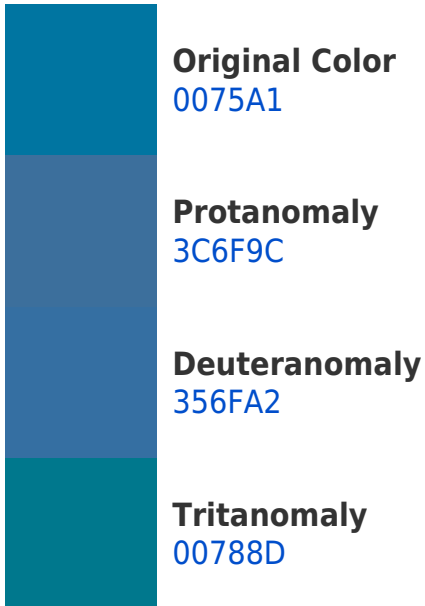 Original Color
0075A1
Protanomaly
3C6F9C
Deuteranomaly
356FA2
Tritanomaly
00788D